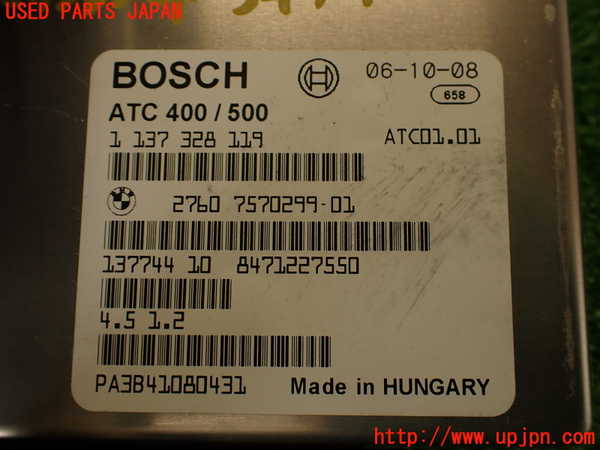 USED PARTS JAPAN
BOSCH
06-10-08
658
ATC 400 / 500
1 137 328 119
ATC01.01
2760 7570299-01
137744 10 8471227550
4.5 1.2
PA3B41080431
Made in HUNGARY
http://www.upjpn.com